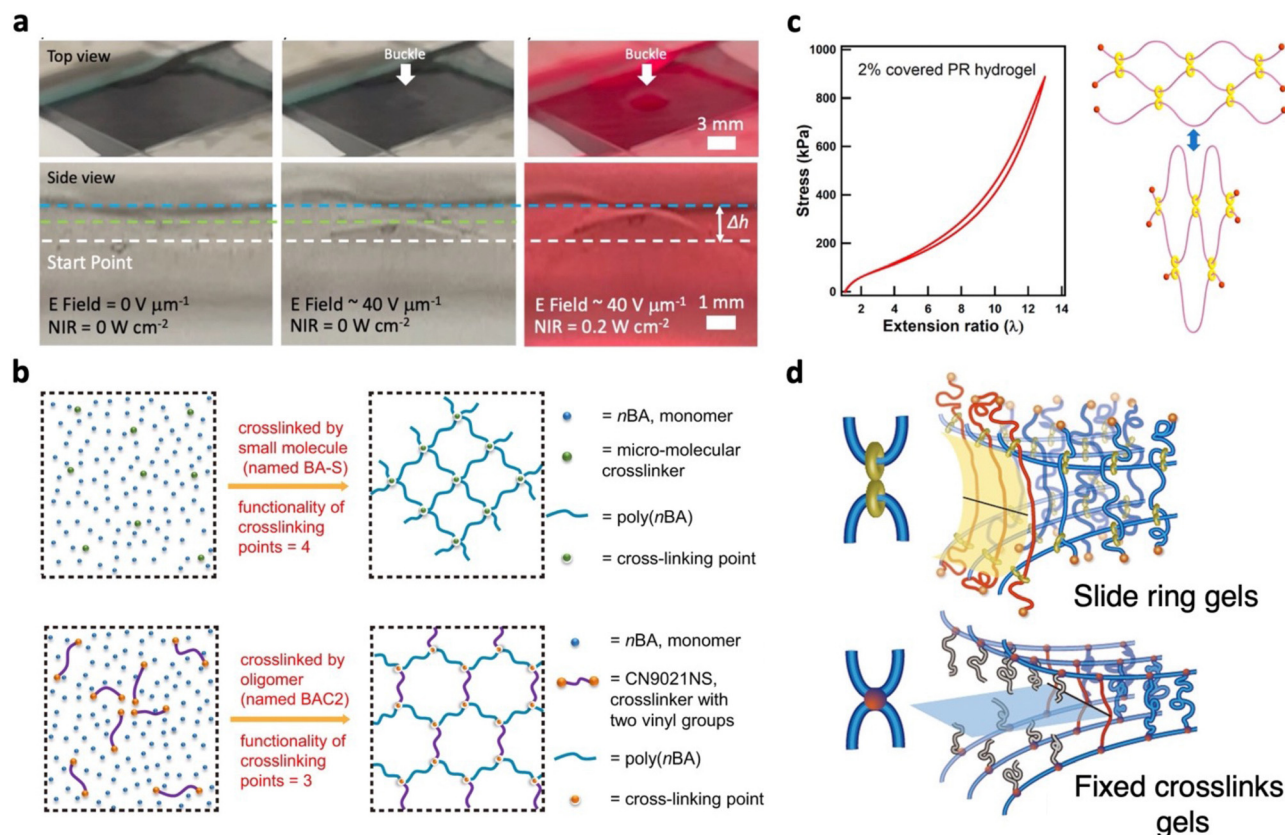 a
Top view
Buckle
Buckle
3 mm
Side view
Δh
Start Point
E Field = 0 V μm⁻¹
NIR = 0 W cm⁻²
E Field ~ 40 V μm⁻¹
NIR = 0 W cm⁻²
E Field ~ 40 V μm⁻¹
NIR = 0.2 W cm⁻²
1 mm
b
crosslinked by
small molecule
(named BA-S)
functionality of
crosslinking
points = 4
= nBA, monomer
= micro-molecular
crosslinker
= poly(nBA)
= cross-linking point
crosslinked by
oligomer
(named BAC2)
functionality of
crosslinking
points = 3
= nBA, monomer
= CN9021NS,
crosslinker with
two vinyl groups
= poly(nBA)
= cross-linking point
c
2% covered PR hydrogel
Stress (kPa)
1000
800
600
400
200
0
2 4 6 8 10 12 14
Extension ratio (λ)
d
Slide ring gels
Fixed crosslinks
gels